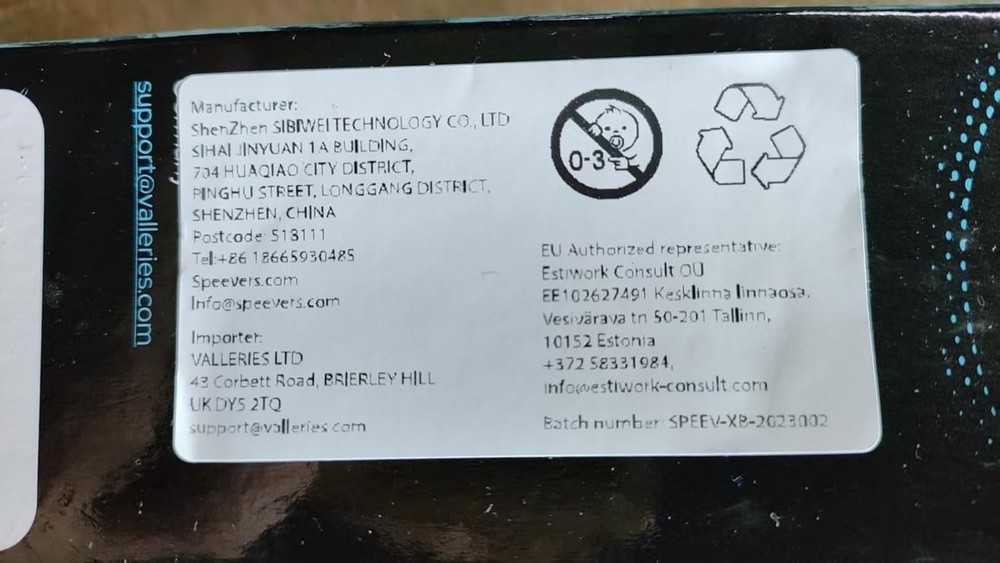 support@valleries.com
Manufacturer:
ShenZhen SIBIWEI TECHNOLOGY CO., LTD
SIHAI JINYUAN 1A BUILDING,
704 HUAQIAO CITY DISTRICT,
PINGHU STREET, LONGGANG DISTRICT,
SHENZHEN, CHINA
Postcode: 518111
Tel:+86 18665930485
Speevers.com
Info@speevers.com
Importer:
VALLERIES LTD
43 Corbett Road, BRIERLEY HILL
UK DY5 2TQ
support@valleries.com
0-3
EU Authorized representative:
Estiwork Consult OU
EE102627491 Kesklinna linnaosa,
Vesivärava tn 50-201 Tallinn,
10152 Estonia
+372 58331984,
info@estiwork-consult.com
Batch number: SPEEV-XB-2023002